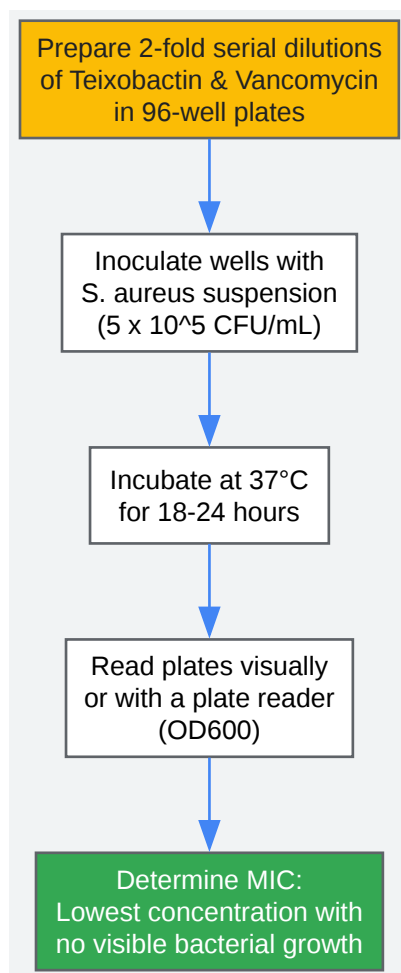 Prepare 2-fold serial dilutions
of Teixobactin & Vancomycin
in 96-well plates
Inoculate wells with
S. aureus suspension
(5 x 10^5 CFU/mL)
Incubate at 37°C
for 18-24 hours
Read plates visually
or with a plate reader
(OD600)
Determine MIC:
Lowest concentration with
no visible bacterial growth